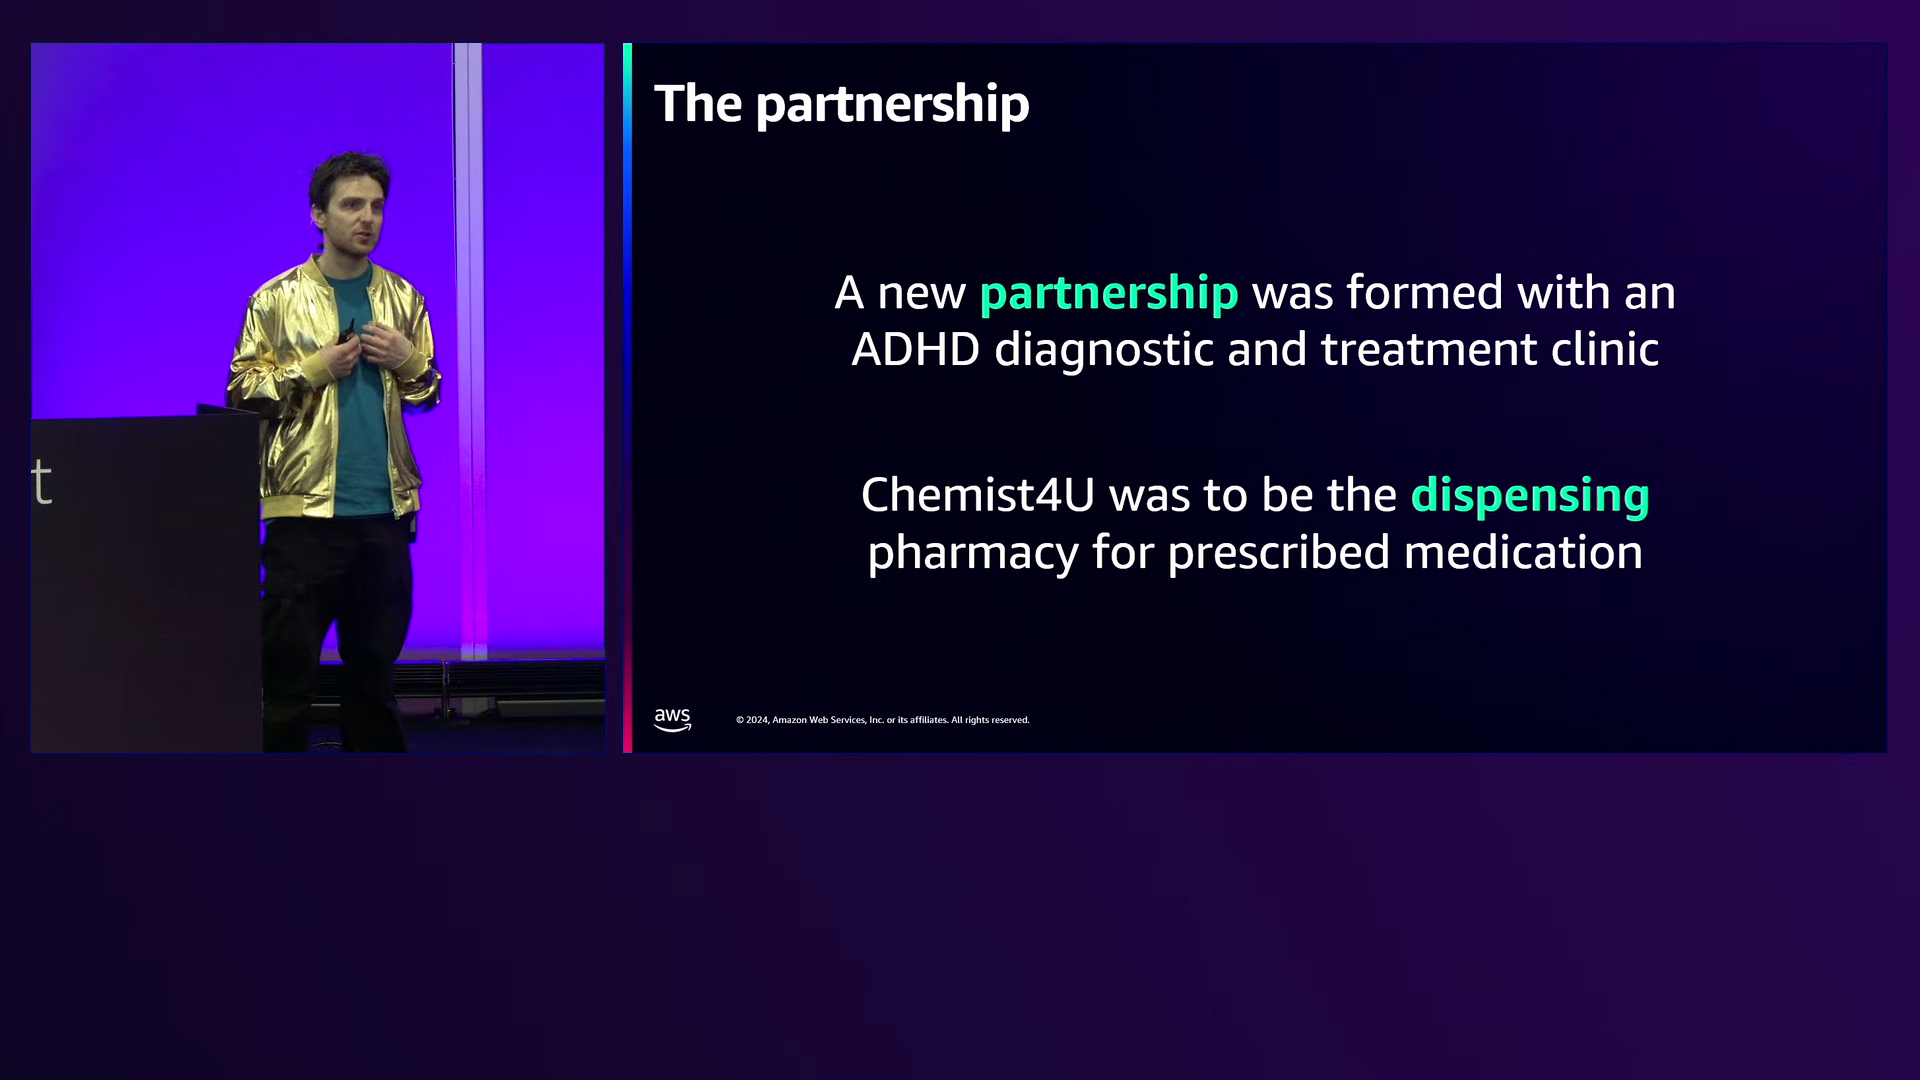 t
The partnership
A new partnership was formed with an
ADHD diagnostic and treatment clinic
Chemist4U was to be the dispensing
pharmacy for prescribed medication
aws
© 2024, Amazon Web Services, Inc. or its affiliates. All rights reserved.